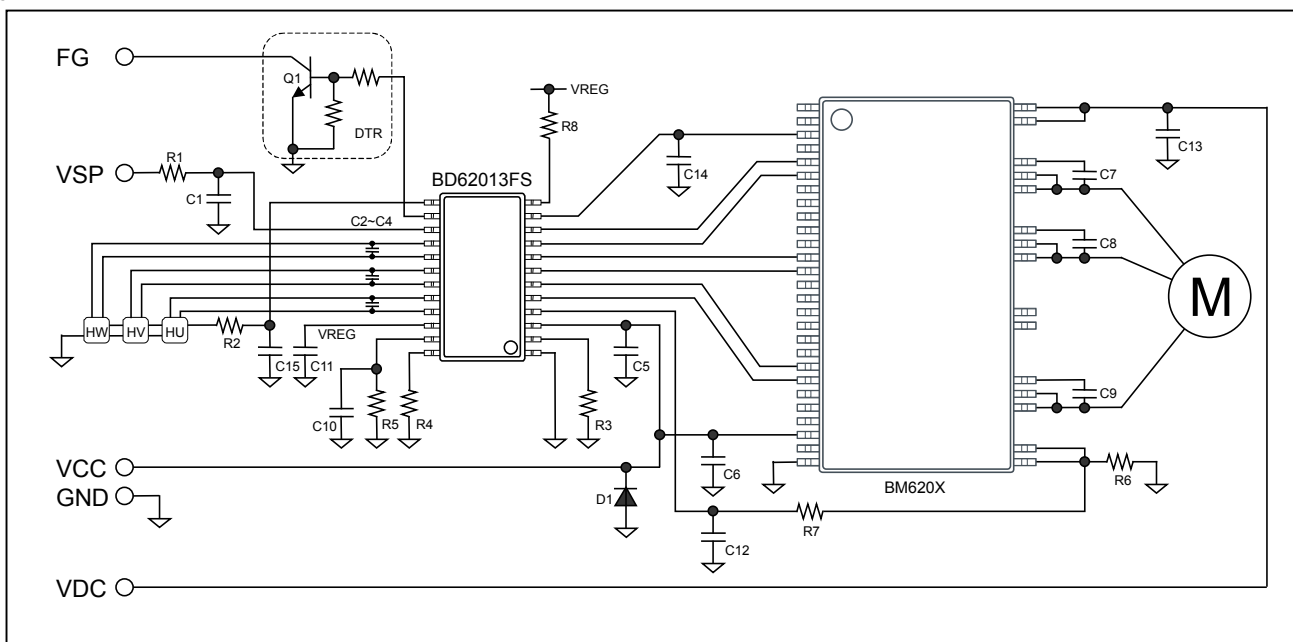 FG
Q1
DTR
VREG
R8
VSP
R1
C1
BD62013FS
C14
C13
C2~C4
C7
C8
M
HW
HV
HU
R2
VREG
C15
C11
C5
C10
R5
R4
R3
C9
VCC
C6
R6
GND
D1
BM620X
R7
C12
VDC